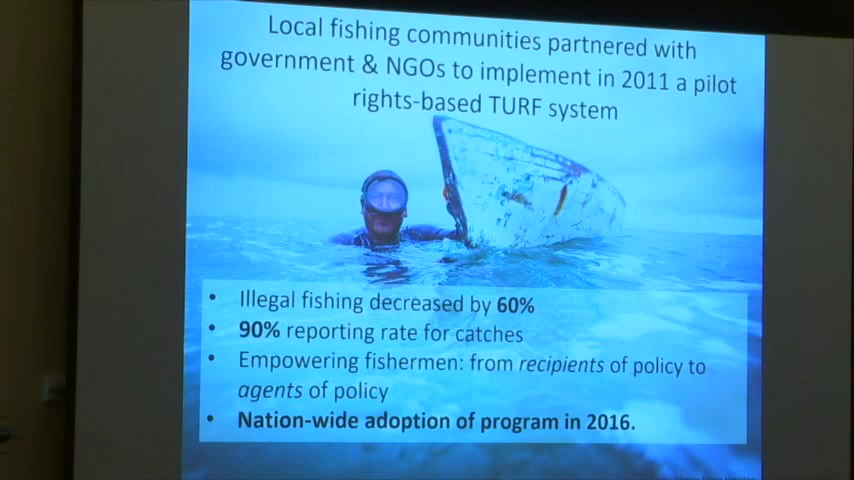 Local fishing communities partnered with
government & NGOs to implement in 2011 a pilot
rights-based TURF system
• Illegal fishing decreased by 60%
• 90% reporting rate for catches
• Empowering fishermen: from recipients of policy to
agents of policy
• Nation-wide adoption of program in 2016.